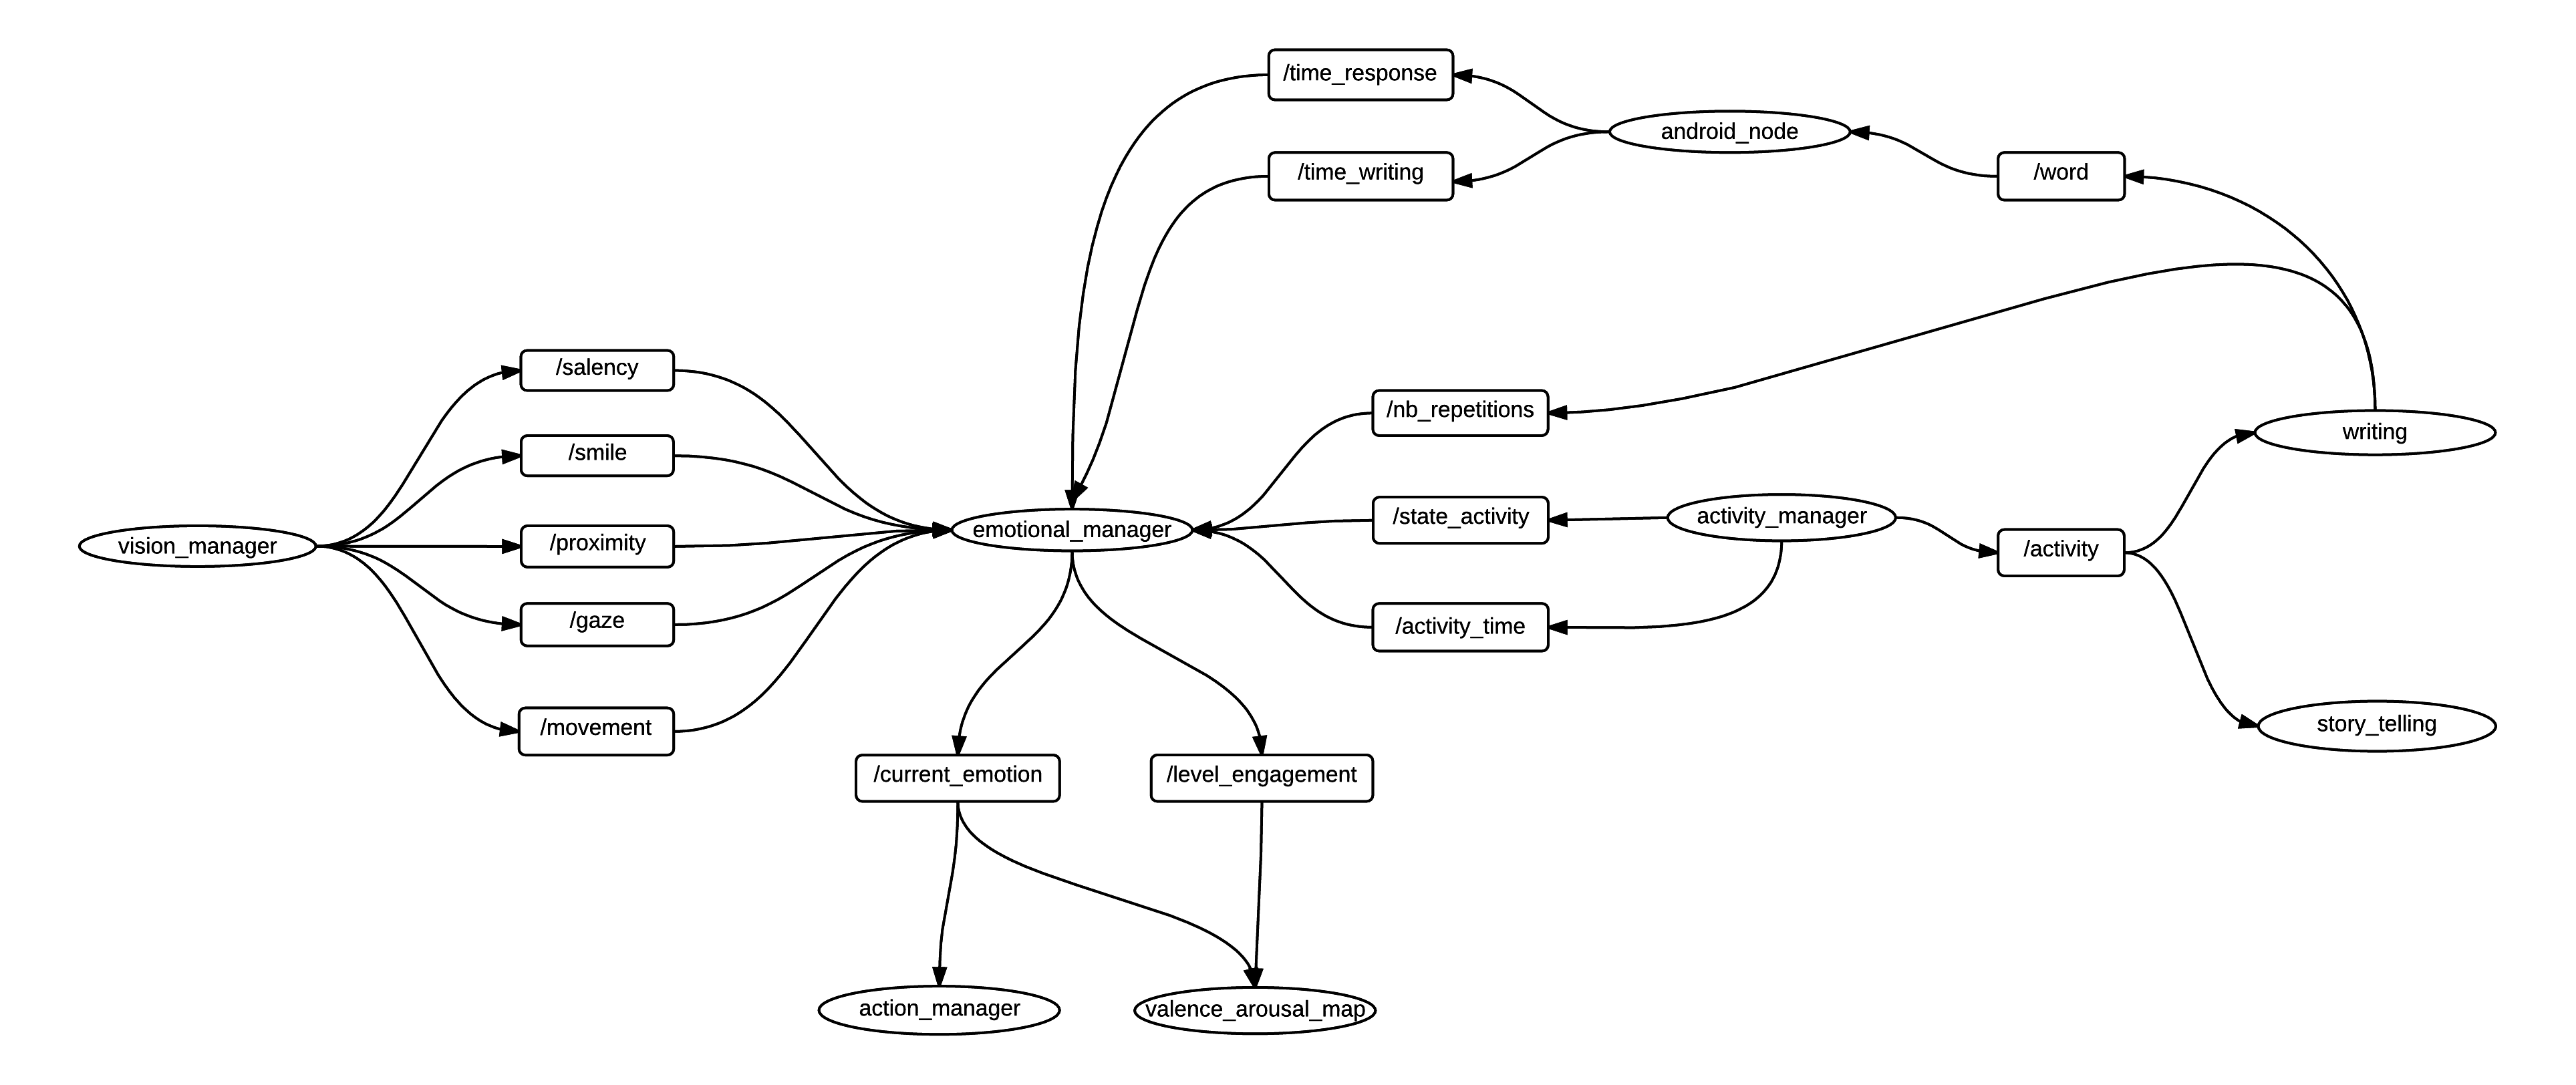 /time_response
android_node
/time_writing
/word
/salency
/nb_repetitions
writing
/smile
/state_activity
activity_manager
emotional_manager
vision_manager
/proximity
/activity
/gaze
/activity_time
/movement
story_telling
/current_emotion
/level_engagement
action_manager
valence_arousal_map